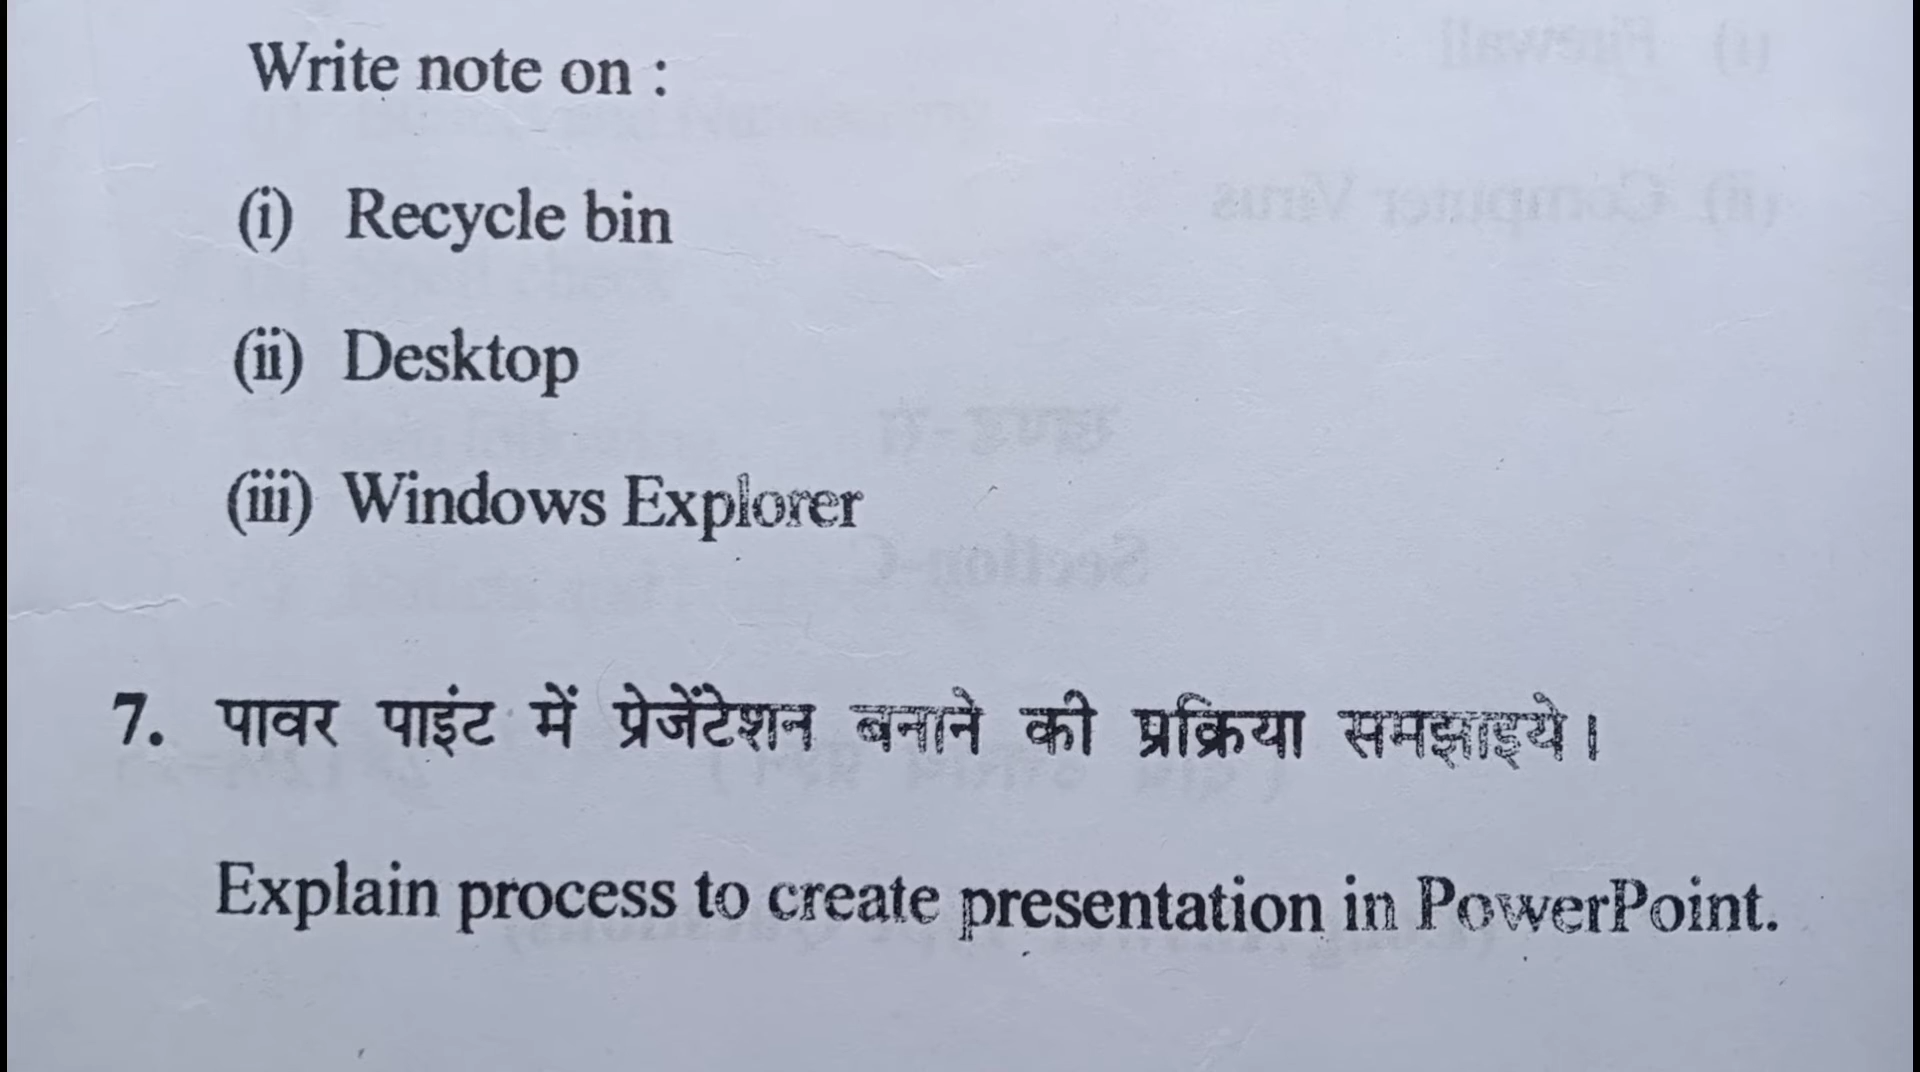 Write note on :
(i) Recycle bin
(ii) Desktop
(iii) Windows Explorer
7. पावर पाइंट में प्रेजेंटेशन बनाने की प्रक्रिया समझाइये।
Explain process to create presentation in PowerPoint.